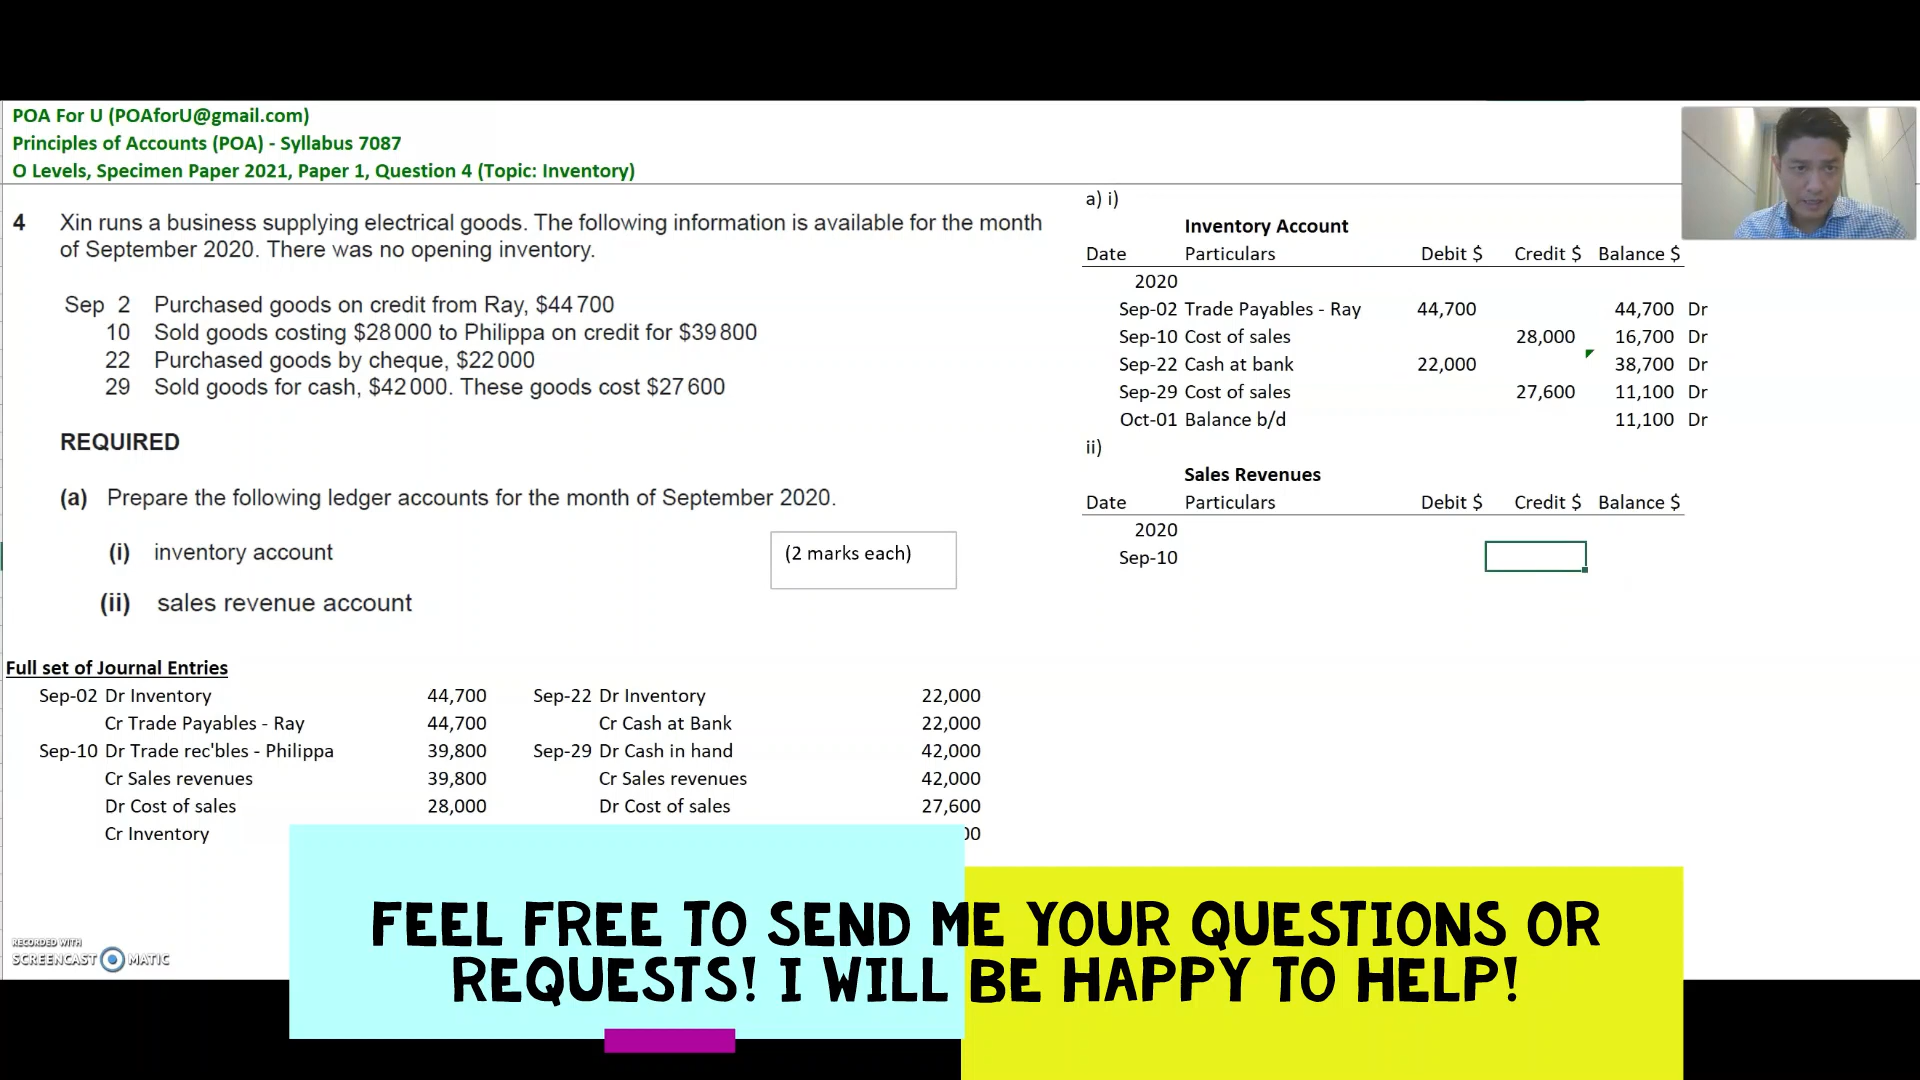 POA For U (POAforU@gmail.com)
Principles of Accounts (POA) - Syllabus 7087
O Levels, Specimen Paper 2021, Paper 1, Question 4 (Topic: Inventory)
4 Xin runs a business supplying electrical goods. The following information is available for the month
of September 2020. There was no opening inventory.
Sep 2 Purchased goods on credit from Ray, $44 700
10 Sold goods costing $28 000 to Philippa on credit for $39 800
22 Purchased goods by cheque, $22 000
29 Sold goods for cash, $42 000. These goods cost $27 600
REQUIRED
(a) Prepare the following ledger accounts for the month of September 2020.
(i) inventory account
(2 marks each)
(ii) sales revenue account
Full set of Journal Entries
Sep-02 Dr Inventory 44,700 Sep-22 Dr Inventory 22,000
Cr Trade Payables - Ray 44,700 Cr Cash at Bank 22,000
Sep-10 Dr Trade rec'bles - Philippa 39,800 Sep-29 Dr Cash in hand 42,000
Cr Sales revenues 39,800 Cr Sales revenues 42,000
Dr Cost of sales 28,000 Dr Cost of sales 27,600
Cr Inventory
a) i)
Inventory Account
Date Particulars Debit $ Credit $ Balance $
2020
Sep-02 Trade Payables - Ray 44,700 44,700 Dr
Sep-10 Cost of sales 28,000 16,700 Dr
Sep-22 Cash at bank 22,000 38,700 Dr
Sep-29 Cost of sales 27,600 11,100 Dr
Oct-01 Balance b/d 11,100 Dr
ii)
Sales Revenues
Date Particulars Debit $ Credit $ Balance $
2020
Sep-10
RECORDED WITH
SCREENCAST MATIC
FEEL FREE TO SEND ME YOUR QUESTIONS OR
REQUESTS! I WILL BE HAPPY TO HELP!